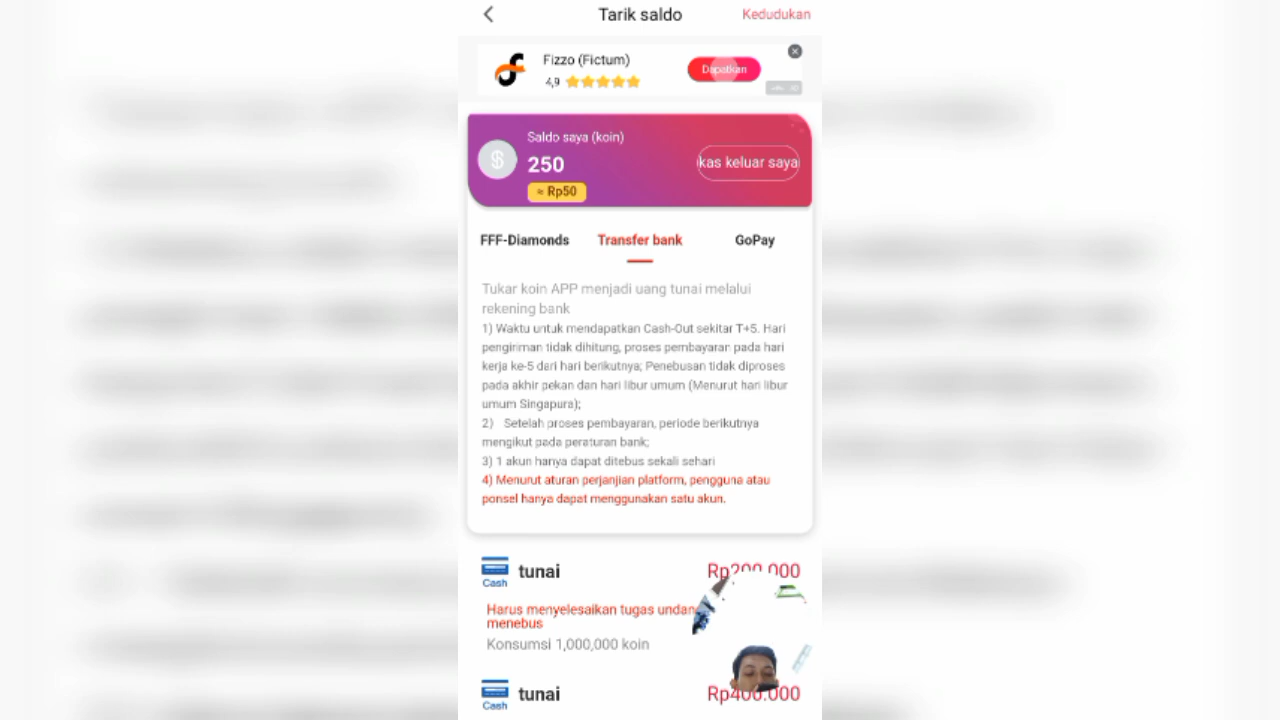 Tarik saldo
Kedudukan
Fizzo (Fictum)
4,9
Dapatkan
Saldo saya (koin)
250
≈ Rp50
kas keluar saya
FFF-Diamonds
Transfer bank
GoPay
Tukar koin APP menjadi uang tunai melalui
rekening bank
1) Waktu untuk mendapatkan Cash-Out sekitar T+5. Hari
pengiriman tidak dihitung, proses pembayaran pada hari
kerja ke-5 dari hari berikutnya; Penebusan tidak diproses
pada akhir pekan dan hari libur umum (Menurut hari libur
umum Singapura);
2) Setelah proses pembayaran, periode berikutnya
mengikut pada peraturan bank;
3) 1 akun hanya dapat ditebus sekali sehari
4) Menurut aturan perjanjian platform, pengguna atau
ponsel hanya dapat menggunakan satu akun.
Cash
tunai
Rp200.000
Harus menyelesaikan tugas
menebus
Konsumsi 1,000,000 koin
Cash
tunai
Rp400.000